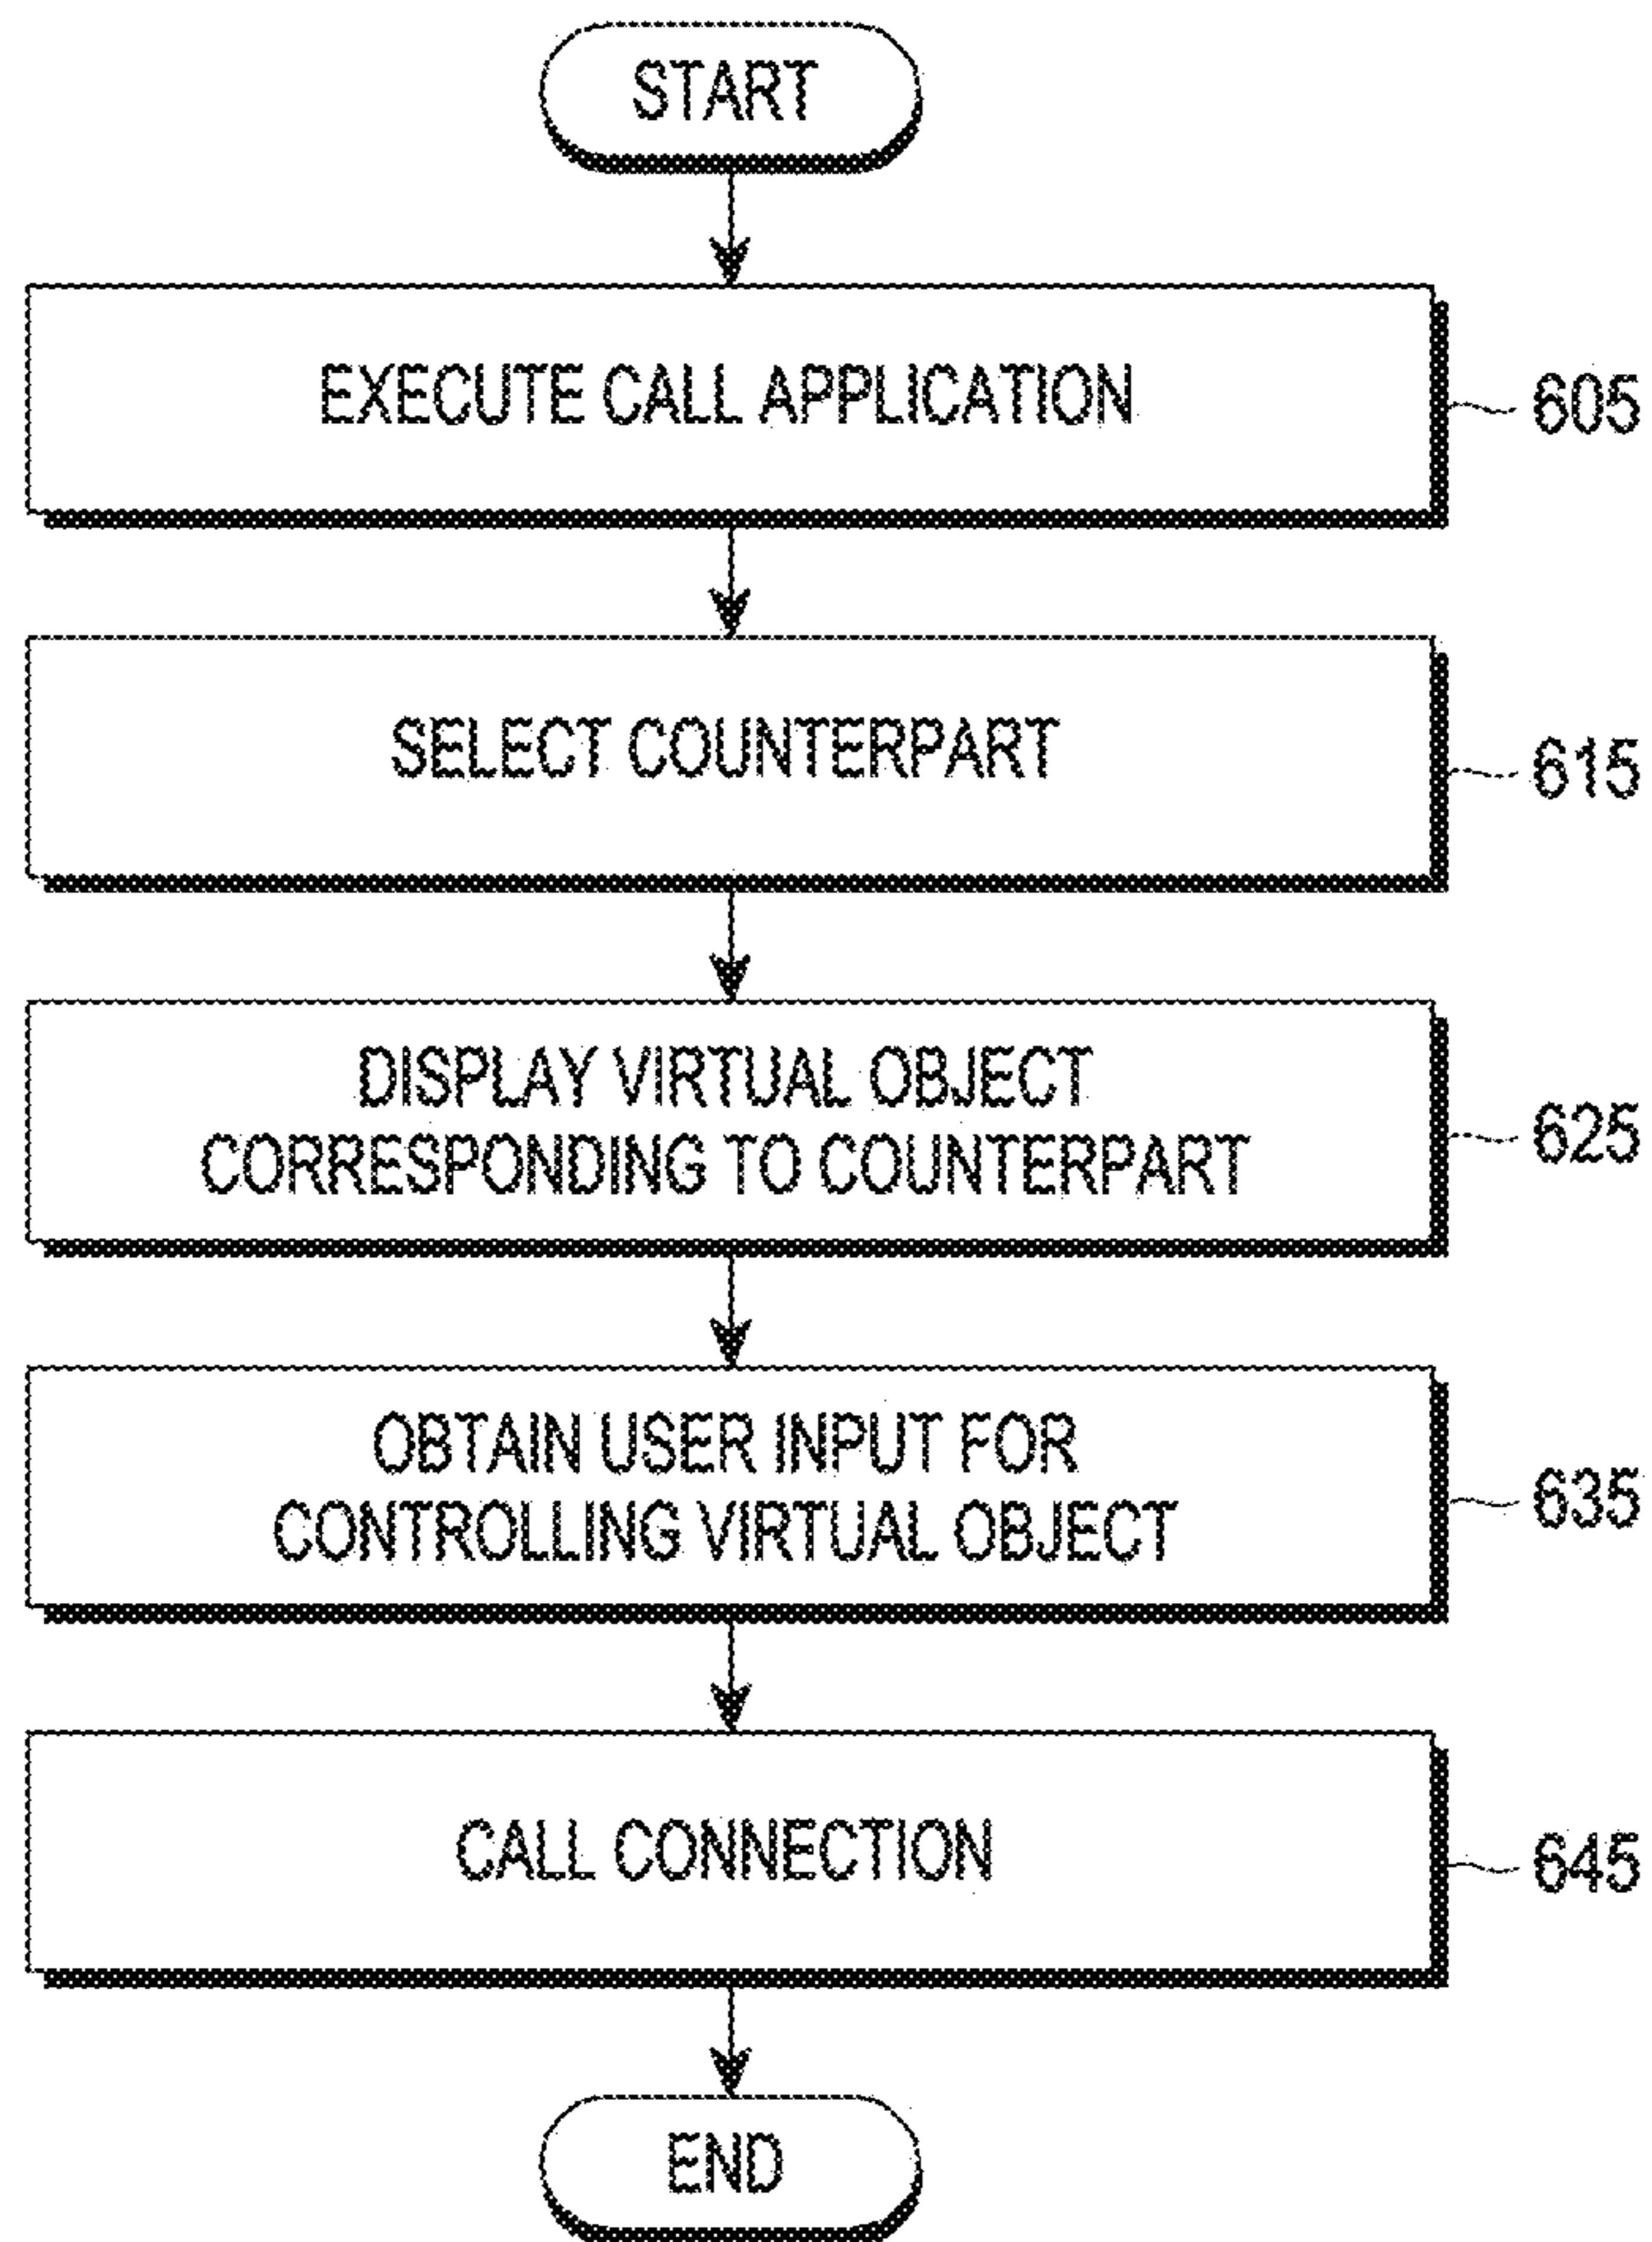 START
EXECUTE CALL APPLICATION
605
SELECT COUNTERPART
615
DISPLAY VIRTUAL OBJECT
CORRESPONDING TO COUNTERPART
625
OBTAIN USER INPUT FOR
CONTROLLING VIRTUAL OBJECT
635
CALL CONNECTION
645
END